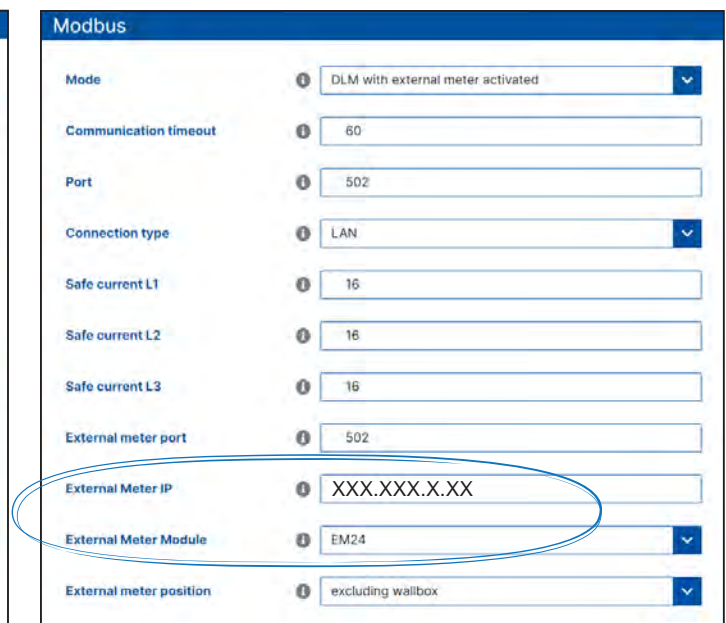 Modbus
Mode DLM with external meter activated
Communication timeout 60
Port 502
Connection type LAN
Safe current L1 16
Safe current L2 16
Safe current L3 16
External meter port 502
External Meter IP XXX.XXX.X.XX
External Meter Module EM24
External meter position excluding wallbox